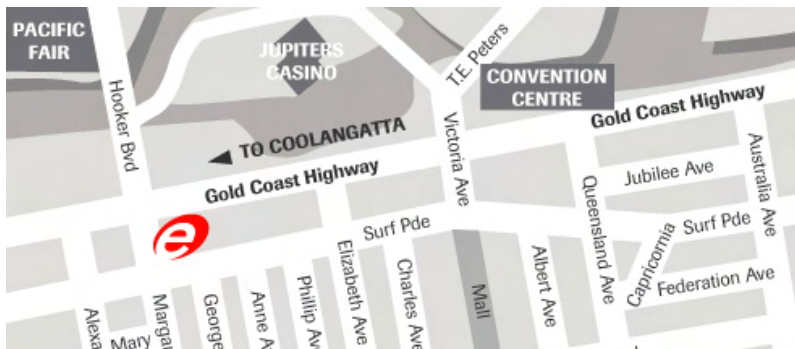 PACIFIC
FAIR
JUPITERS
CASINO
T.E. Peters
CONVENTION
CENTRE
Hooker Bvd
TO COOLANGATTA
Gold Coast Highway
Victoria Ave
Gold Coast Highway
Australia Ave
Jubilee Ave
Queensland Ave
Surf Pde
Surf Pde
Capricornia
Federation Ave
e
Elizabeth Ave
Charles Ave
Mall
Albert Ave
Phillip Av
Anne A
George
Margar
Mary
Alexa